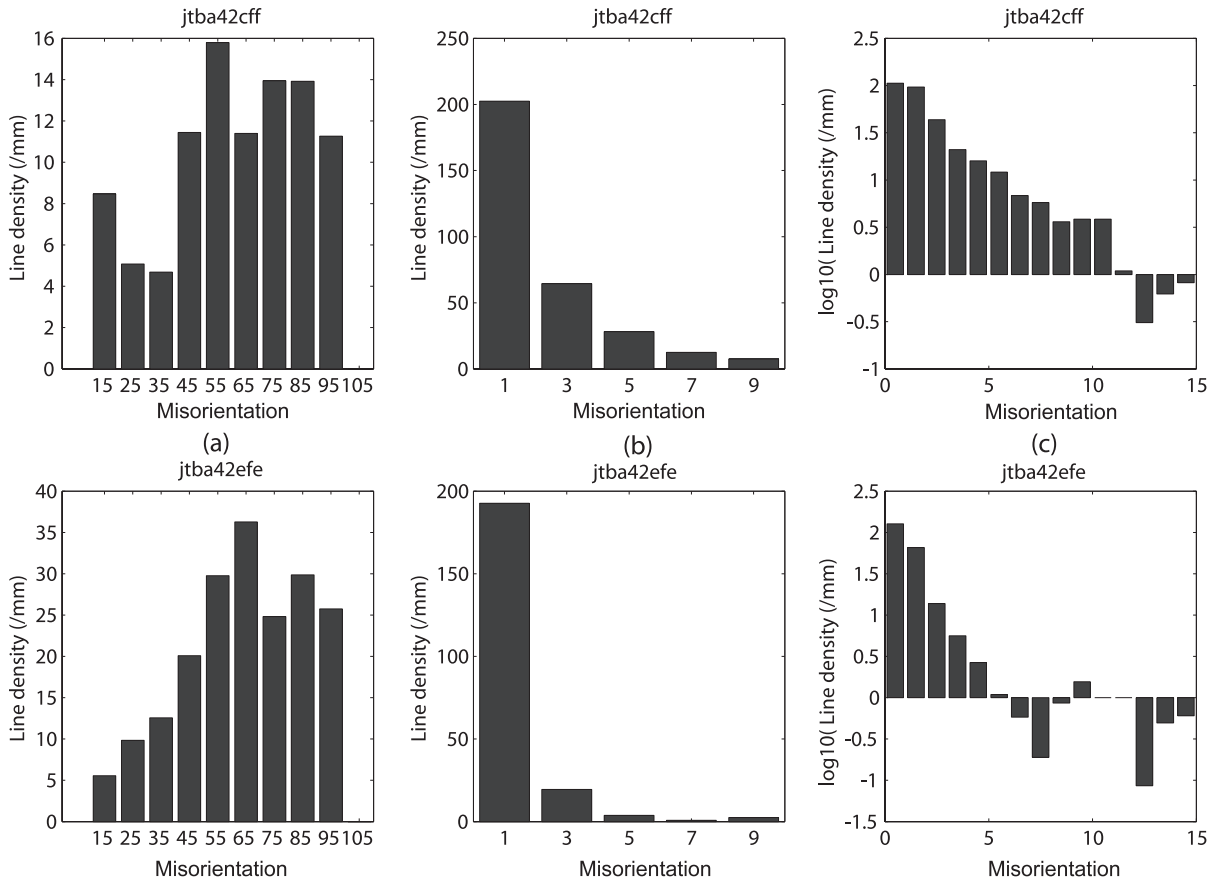 jtba42cff
16
14
12
10
8
6
4
2
0
Line density (/mm)
15 25 35 45 55 65 75 85 95 105
Misorientation
(a)
jtba42cff
250
200
150
100
50
0
Line density (/mm)
1 3 5 7 9
Misorientation
(b)
jtba42cff
2.5
2
1.5
1
0.5
0
-0.5
-1
log10( Line density (/mm)
0 5 10 15
Misorientation
(c)
jtba42efe
40
35
30
25
20
15
10
5
0
Line density (/mm)
15 25 35 45 55 65 75 85 95 105
Misorientation
jtba42efe
200
150
100
50
0
Line density (/mm)
1 3 5 7 9
Misorientation
jtba42efe
2.5
2
1.5
1
0.5
0
-0.5
-1
-1.5
log10( Line density (/mm)
0 5 10 15
Misorientation